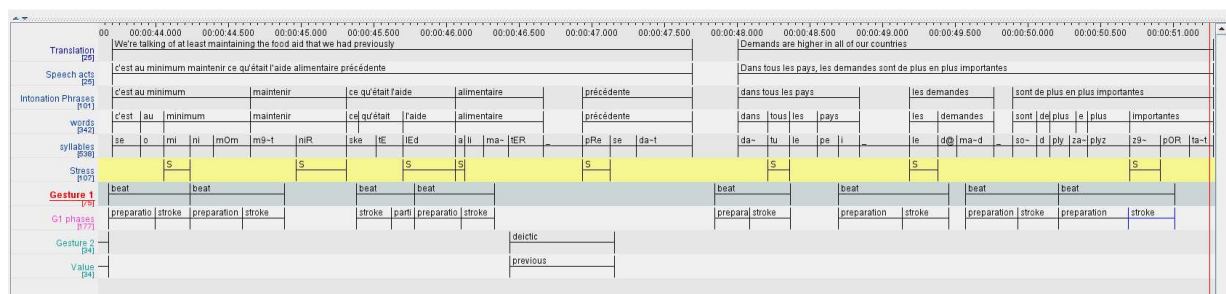 00 00:00:44.000 00:00:44.500 00:00:45.000 00:00:45.500 00:00:46.000 00:00:46.500 00:00:47.000 00:00:47.500 00:00:48.000 00:00:48.500 00:00:49.000 00:00:49.500 00:00:50.000 00:00:50.500 00:00:51.000
Translation [25] We're talking of at least maintaining the food aid that we had previously Demands are higher in all of our countries
Speech acts [25] c'est au minimum maintenir ce qu'était l'aide alimentaire précédente Dans tous les pays, les demandes sont de plus en plus importantes
Intonation Phrases [101] c'est au minimum maintenir ce qu'était l'aide alimentaire précédente dans tous les pays les demandes sont de plus en plus importantes
words [342] c'est au minimum maintenir ce qu'était l'aide alimentaire précédente dans tous les pays les demandes sont de plus e plus importantes
syllables [538] se o mi ni mOm m9~t niR ske tE lEd a li ma~ tER _ pRe se da~t da~ tu le pe i _ le d@ ma~d _ so~ d ply za~ plyz z9~ pOR ta~t
Stress [107] S S S S S S S S
Gesture 1 [75] beat beat beat beat beat beat beat beat
G1 phases [177] preparatio stroke preparation stroke stroke parti preparatio stroke prepara stroke preparation stroke preparation stroke preparation stroke
Gesture 2 [34] deictic
Value [34] previous